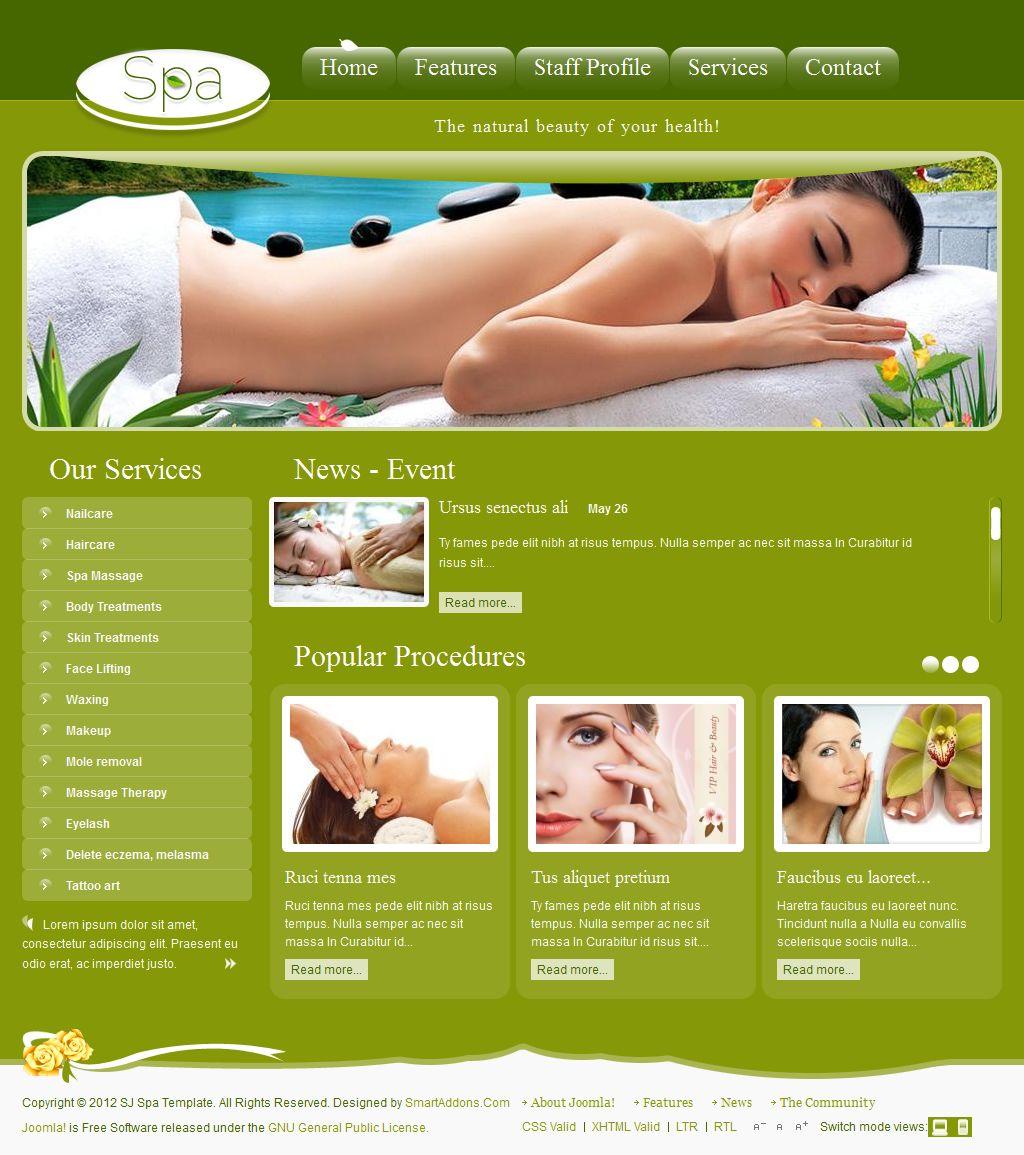 Spa
Home Features Staff Profile Services Contact
The natural beauty of your health!
Our Services
Nailcare
Haircare
Spa Massage
Body Treatments
Skin Treatments
Face Lifting
Waxing
Makeup
Mole removal
Massage Therapy
Eyelash
Delete eczema, melasma
Tattoo art
Lorem ipsum dolor sit amet,
consectetur adipiscing elit. Praesent eu
odio erat, ac imperdiet justo.
News - Event
Ursus senectus ali May 26
Ty fames pede elit nibh at risus tempus. Nulla semper ac nec sit massa In Curabitur id
risus sit....
Read more...
Popular Procedures
VIP Hair & Beauty
Ruci tenna mes
Ruci tenna mes pede elit nibh at risus
tempus. Nulla semper ac nec sit
massa In Curabitur id...
Read more...
Tus aliquet pretium
Ty fames pede elit nibh at risus
tempus. Nulla semper ac nec sit
massa In Curabitur id risus sit....
Read more...
Faucibus eu laoreet...
Haretra faucibus eu laoreet nunc.
Tincidunt nulla a Nulla eu convallis
scelerisque sociis nulla...
Read more...
Copyright © 2012 SJ Spa Template. All Rights Reserved. Designed by SmartAddons.Com
Joomla! is Free Software released under the GNU General Public License.
About Joomla! Features News The Community
CSS Valid | XHTML Valid | LTR | RTL A- A A+ Switch mode views: